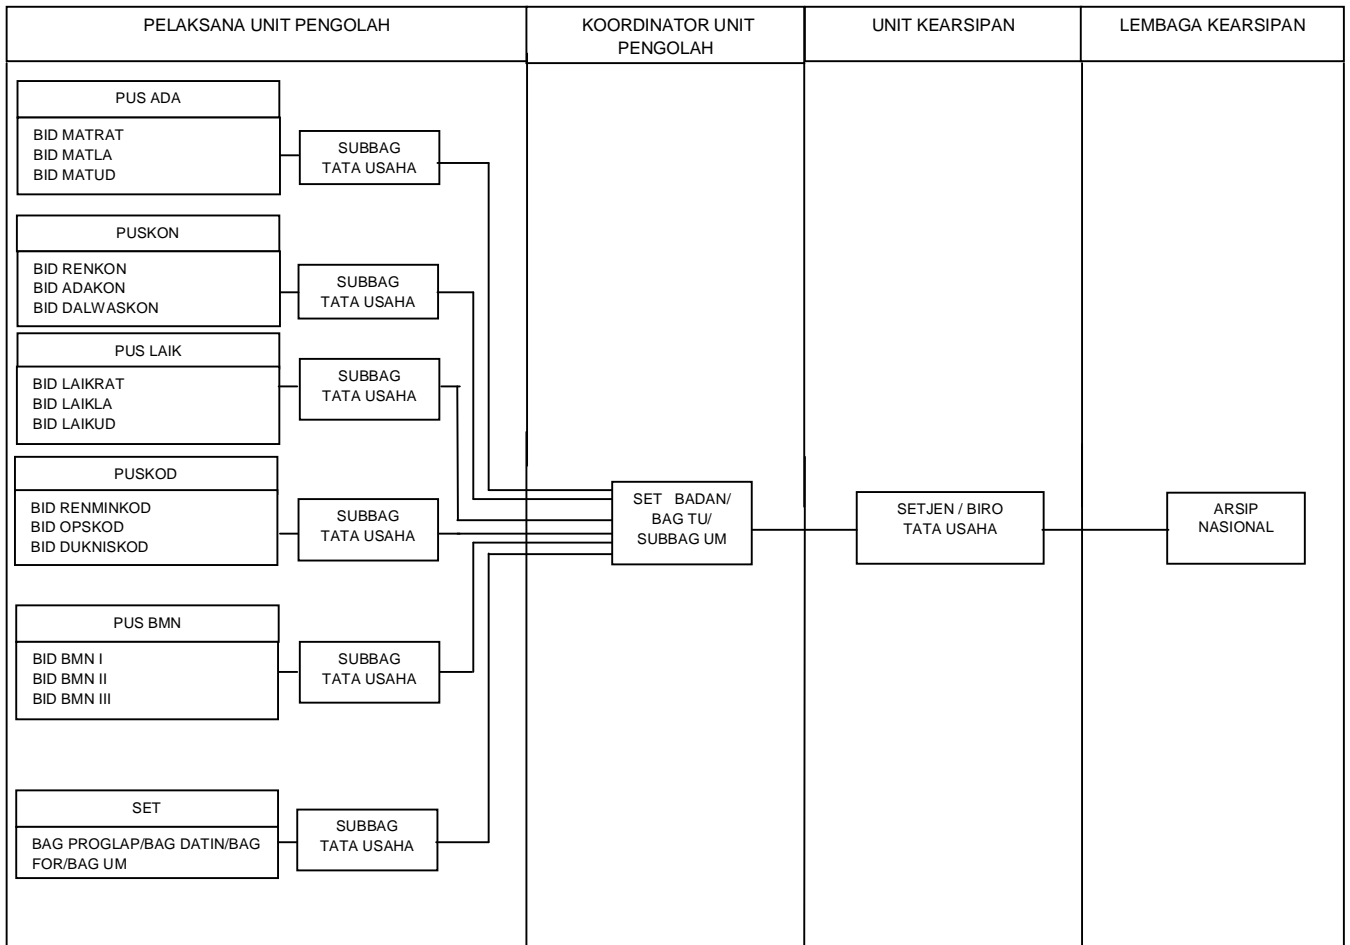 PELAKSANA UNIT PENGOLAH
KOORDINATOR UNIT
PENGOLAH
UNIT KEARSIPAN
LEMBAGA KEARSIPAN
PUS ADA
BID MATRAT
BID MATLA
BID MATUD
SUBBAG
TATA USAHA
PUSKON
BID RENKON
BID ADAKON
BID DALWASKON
SUBBAG
TATA USAHA
PUS LAIK
BID LAIKRAT
BID LAIKLA
BID LAIKUD
SUBBAG
TATA USAHA
PUSKOD
BID RENMINKOD
BID OPSKOD
BID DUKNISKOD
SUBBAG
TATA USAHA
PUS BMN
BID BMN I
BID BMN II
BID BMN III
SUBBAG
TATA USAHA
SET
BAG PROGLAP/BAG DATIN/BAG
FOR/BAG UM
SUBBAG
TATA USAHA
SET BADAN/
BAG TU/
SUBBAG UM
SETJEN / BIRO
TATA USAHA
ARSIP
NASIONAL